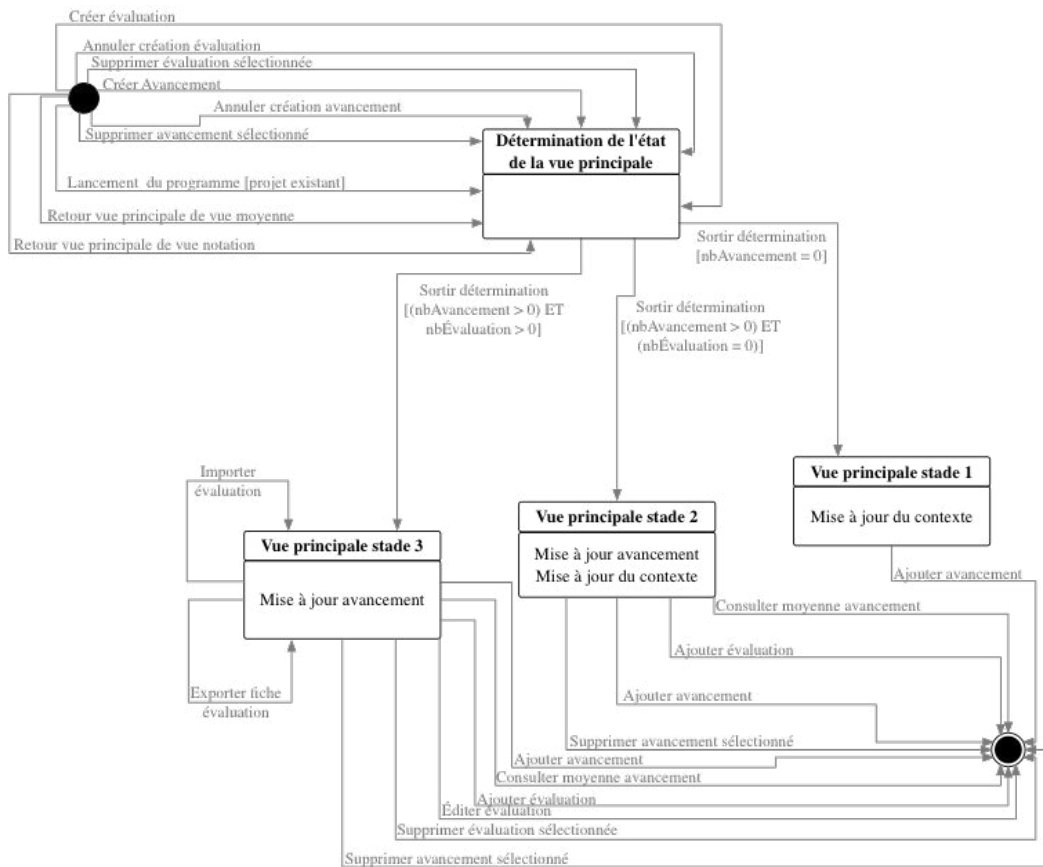 Créer évaluation
Annuler création évaluation
Supprimer évaluation sélectionnée
Créer Avancement
Annuler création avancement
Supprimer avancement sélectionné
Détermination de l'état
de la vue principale
Lancement  du programme [projet existant]
Retour vue principale de vue moyenne
Retour vue principale de vue notation
Sortir détermination
[nbAvancement = 0]
Sortir détermination
[(nbAvancement > 0) ET
nbÉvaluation > 0]
Sortir détermination
[(nbAvancement > 0) ET
(nbÉvaluation = 0)]
Importer
évaluation
Vue principale stade 1
Mise à jour du contexte
Vue principale stade 2
Mise à jour avancement
Mise à jour du contexte
Vue principale stade 3
Mise à jour avancement
Ajouter avancement
Consulter moyenne avancement
Ajouter évaluation
Exporter fiche
évaluation
Ajouter avancement
Supprimer avancement sélectionné
Ajouter avancement
Consulter moyenne avancement
Ajouter évaluation
Éditer évaluation
Supprimer évaluation sélectionnée
Supprimer avancement sélectionné